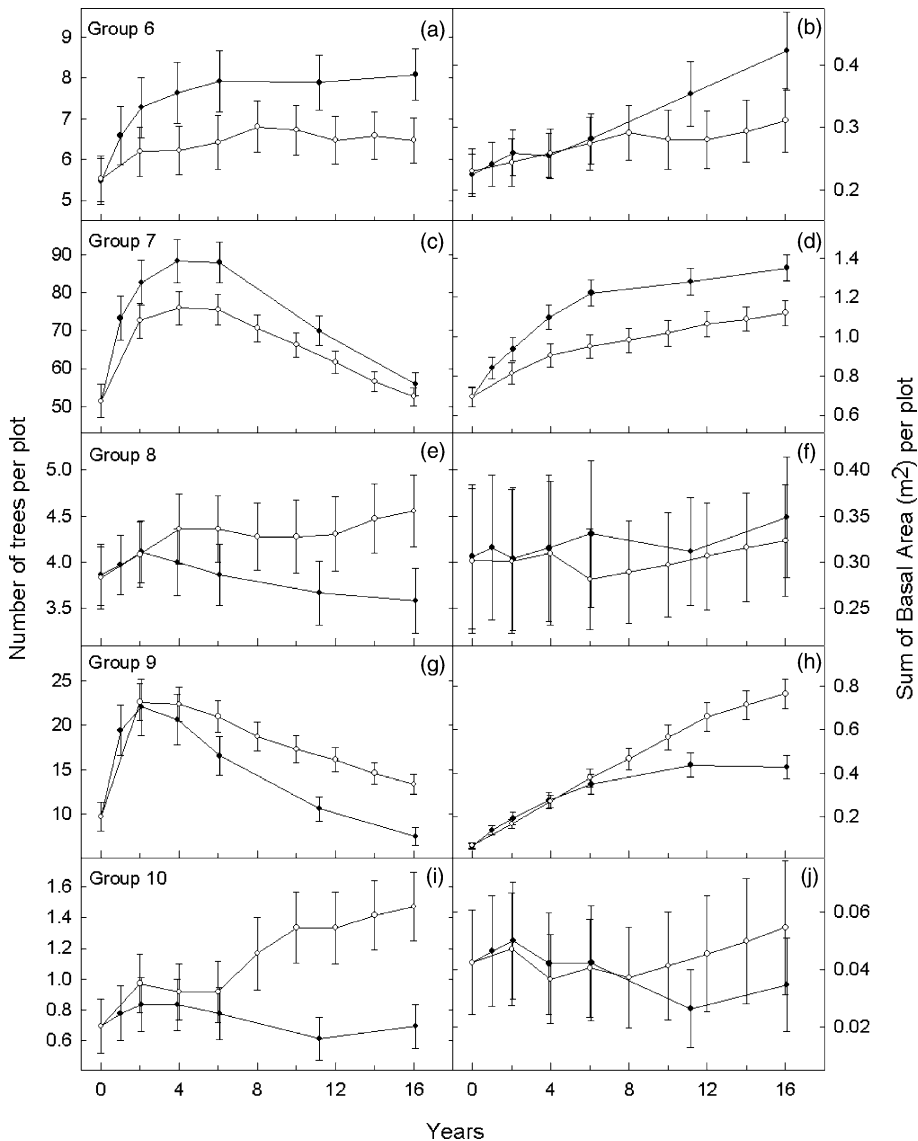 Group 6
(a)
9
8
7
6
5
(b)
0.4
0.3
0.2
Group 7
(c)
90
80
70
60
50
(d)
1.4
1.2
1.0
0.8
0.6
Group 8
(e)
5.0
4.5
4.0
3.5
(f)
0.40
0.35
0.30
0.25
Group 9
(g)
25
20
15
10
(h)
0.8
0.6
0.4
0.2
Group 10
(i)
1.6
1.4
1.2
1.0
0.8
0.6
(j)
0.06
0.04
0.02
0 4 8 12 16
0 4 8 12 16
Years
Number of trees per plot
Sum of Basal Area (m2) per plot